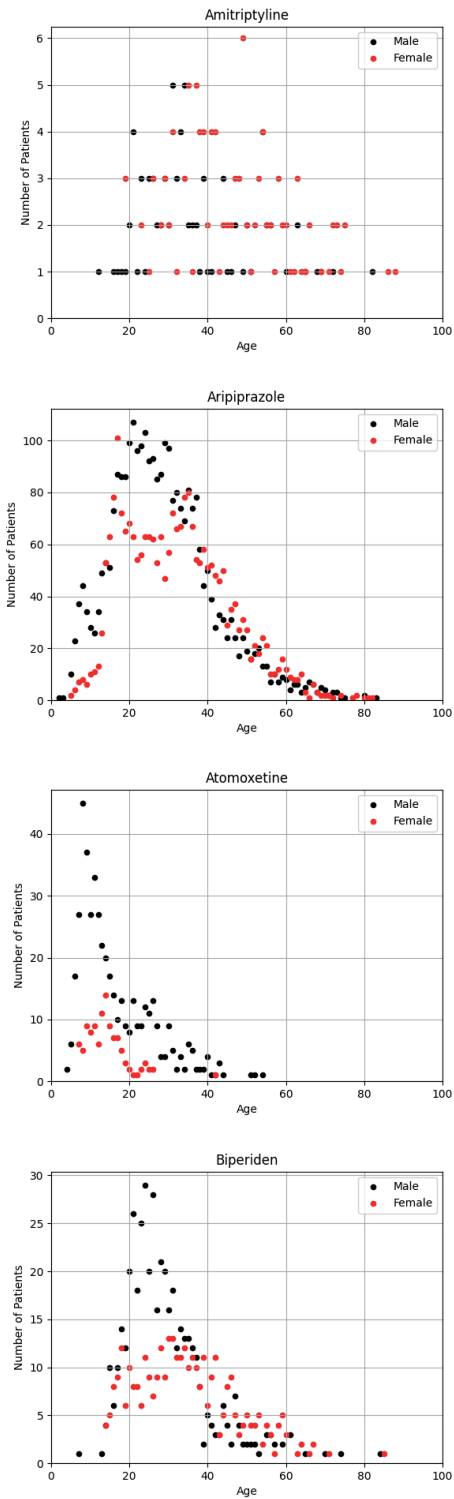 Amitriptyline
6
5
4
3
2
1
0
Number of Patients
Male
Female
0 20 40 60 80 100
Age
Aripiprazole
100
80
60
40
20
0
Number of Patients
Male
Female
0 20 40 60 80 100
Age
Atomoxetine
40
30
20
10
0
Number of Patients
Male
Female
0 20 40 60 80 100
Age
Biperiden
30
25
20
15
10
5
0
Number of Patients
Male
Female
0 20 40 60 80 100
Age